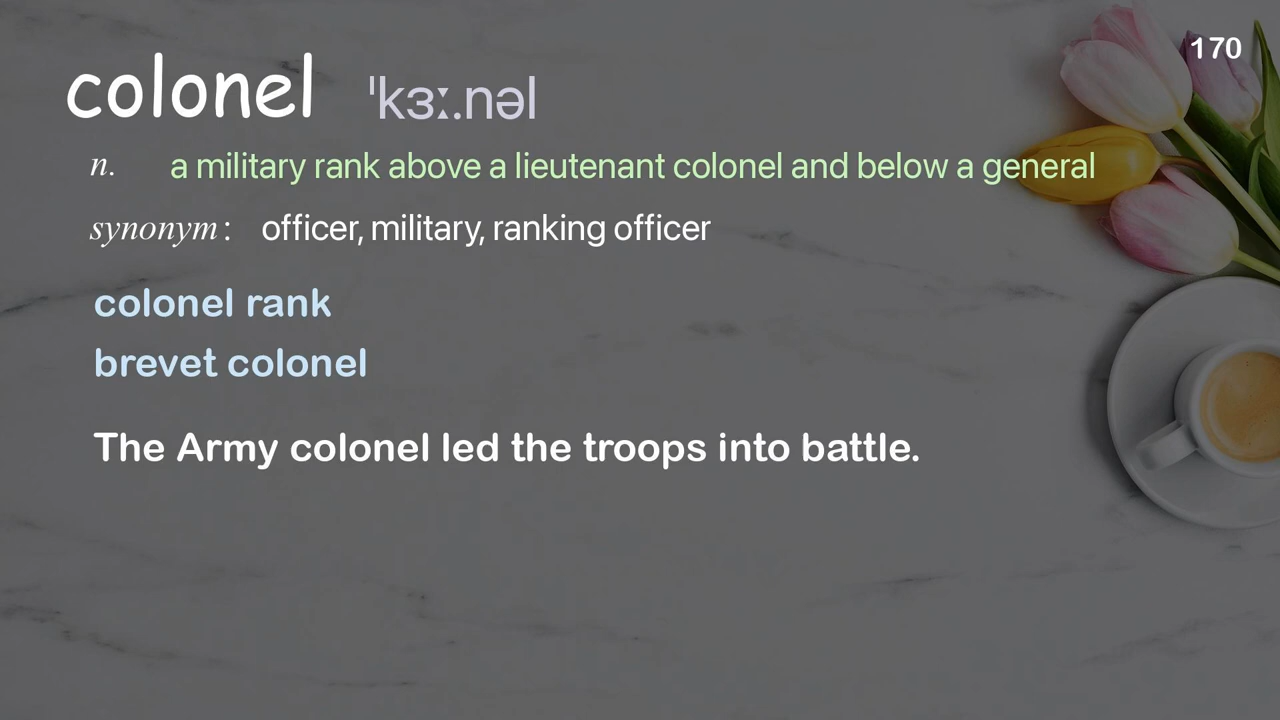 170
colonel ˈkɜː.nəl
n. a military rank above a lieutenant colonel and below a general
synonym : officer, military, ranking officer
colonel rank
brevet colonel
The Army colonel led the troops into battle.